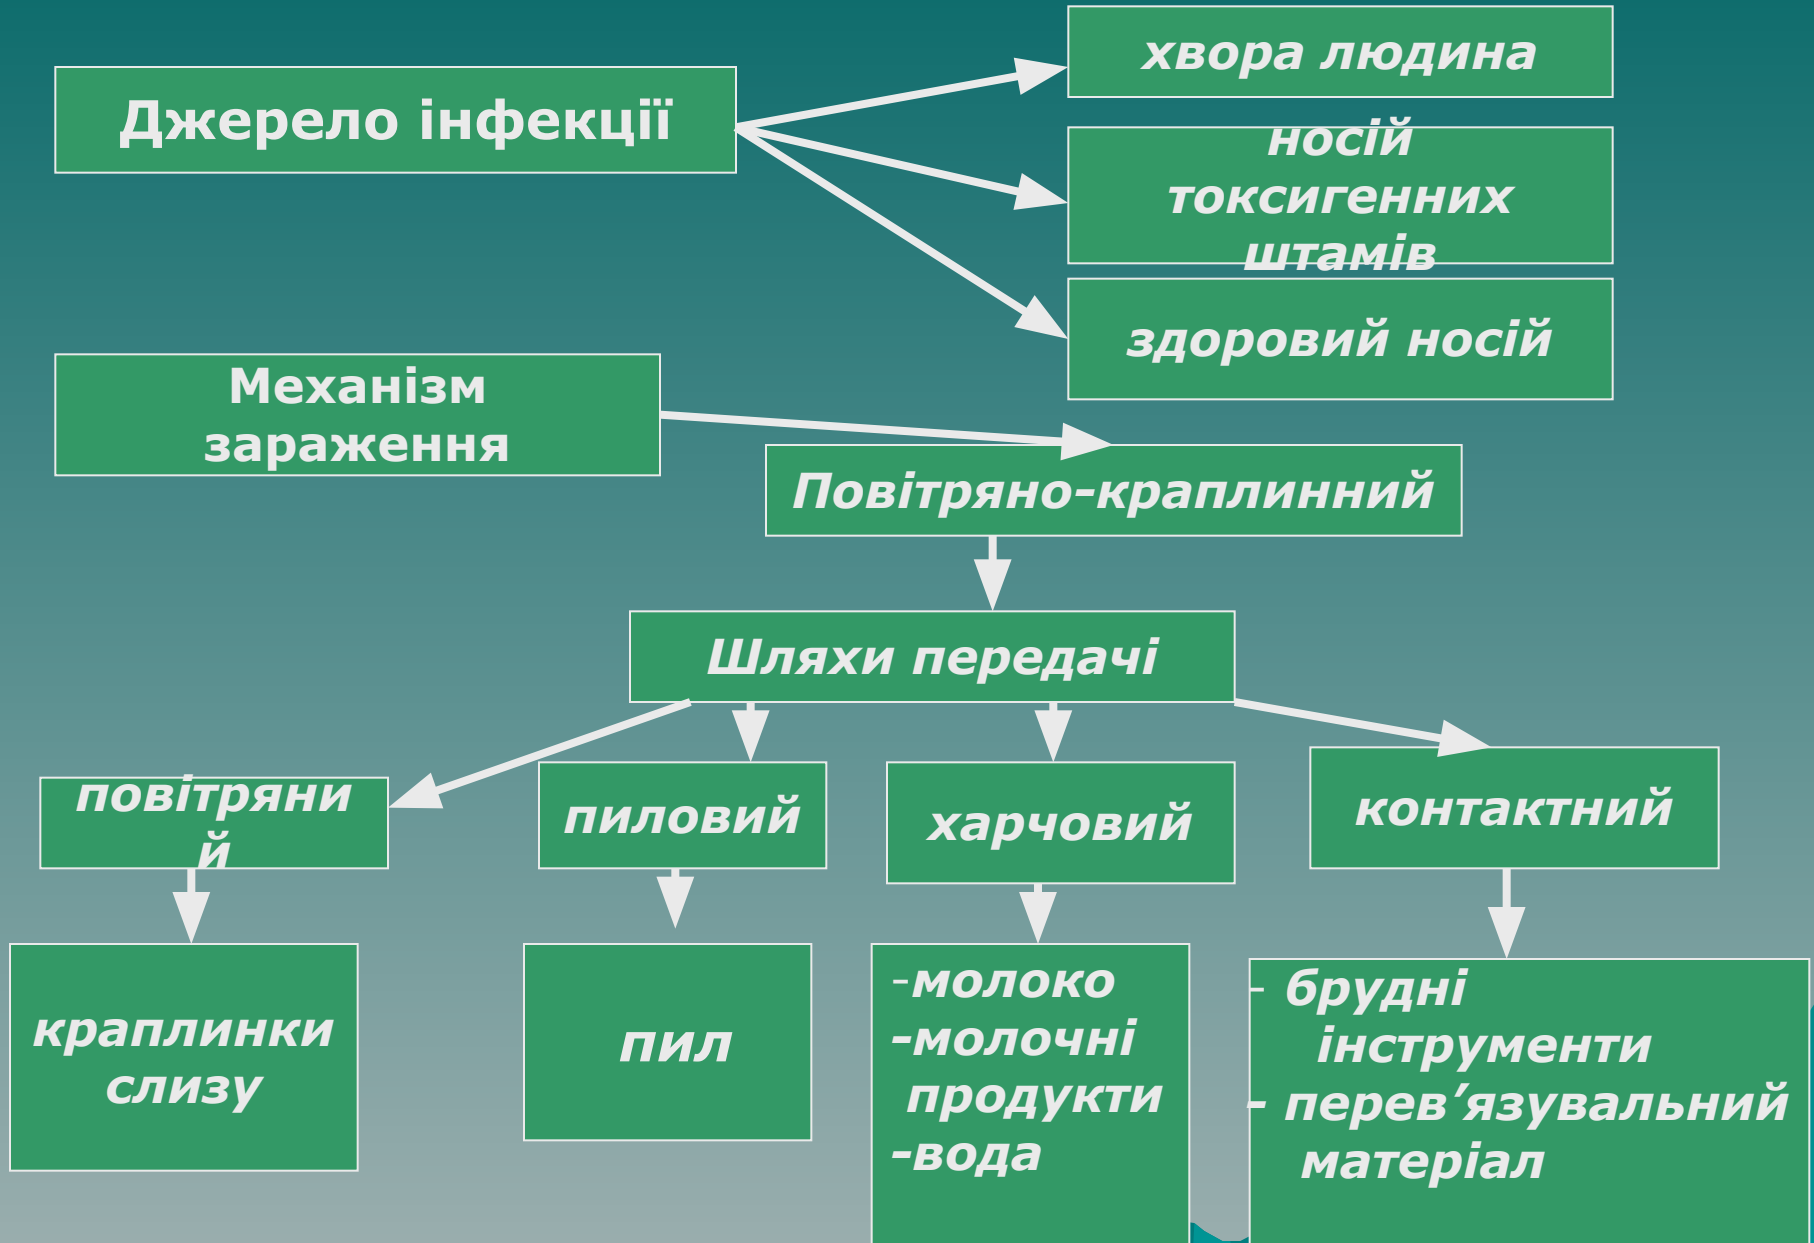 Джерело інфекції
хвора людина
носій
токсигенних
штамів
здоровий носій
Механізм
зараження
Повітряно-краплинний
Шляхи передачі
повітряни
й
пиловий
харчовий
контактний
краплинки
слизу
пил
-молоко
-молочні
продукти
-вода
- брудні
інструменти
- перев’язувальний
матеріал